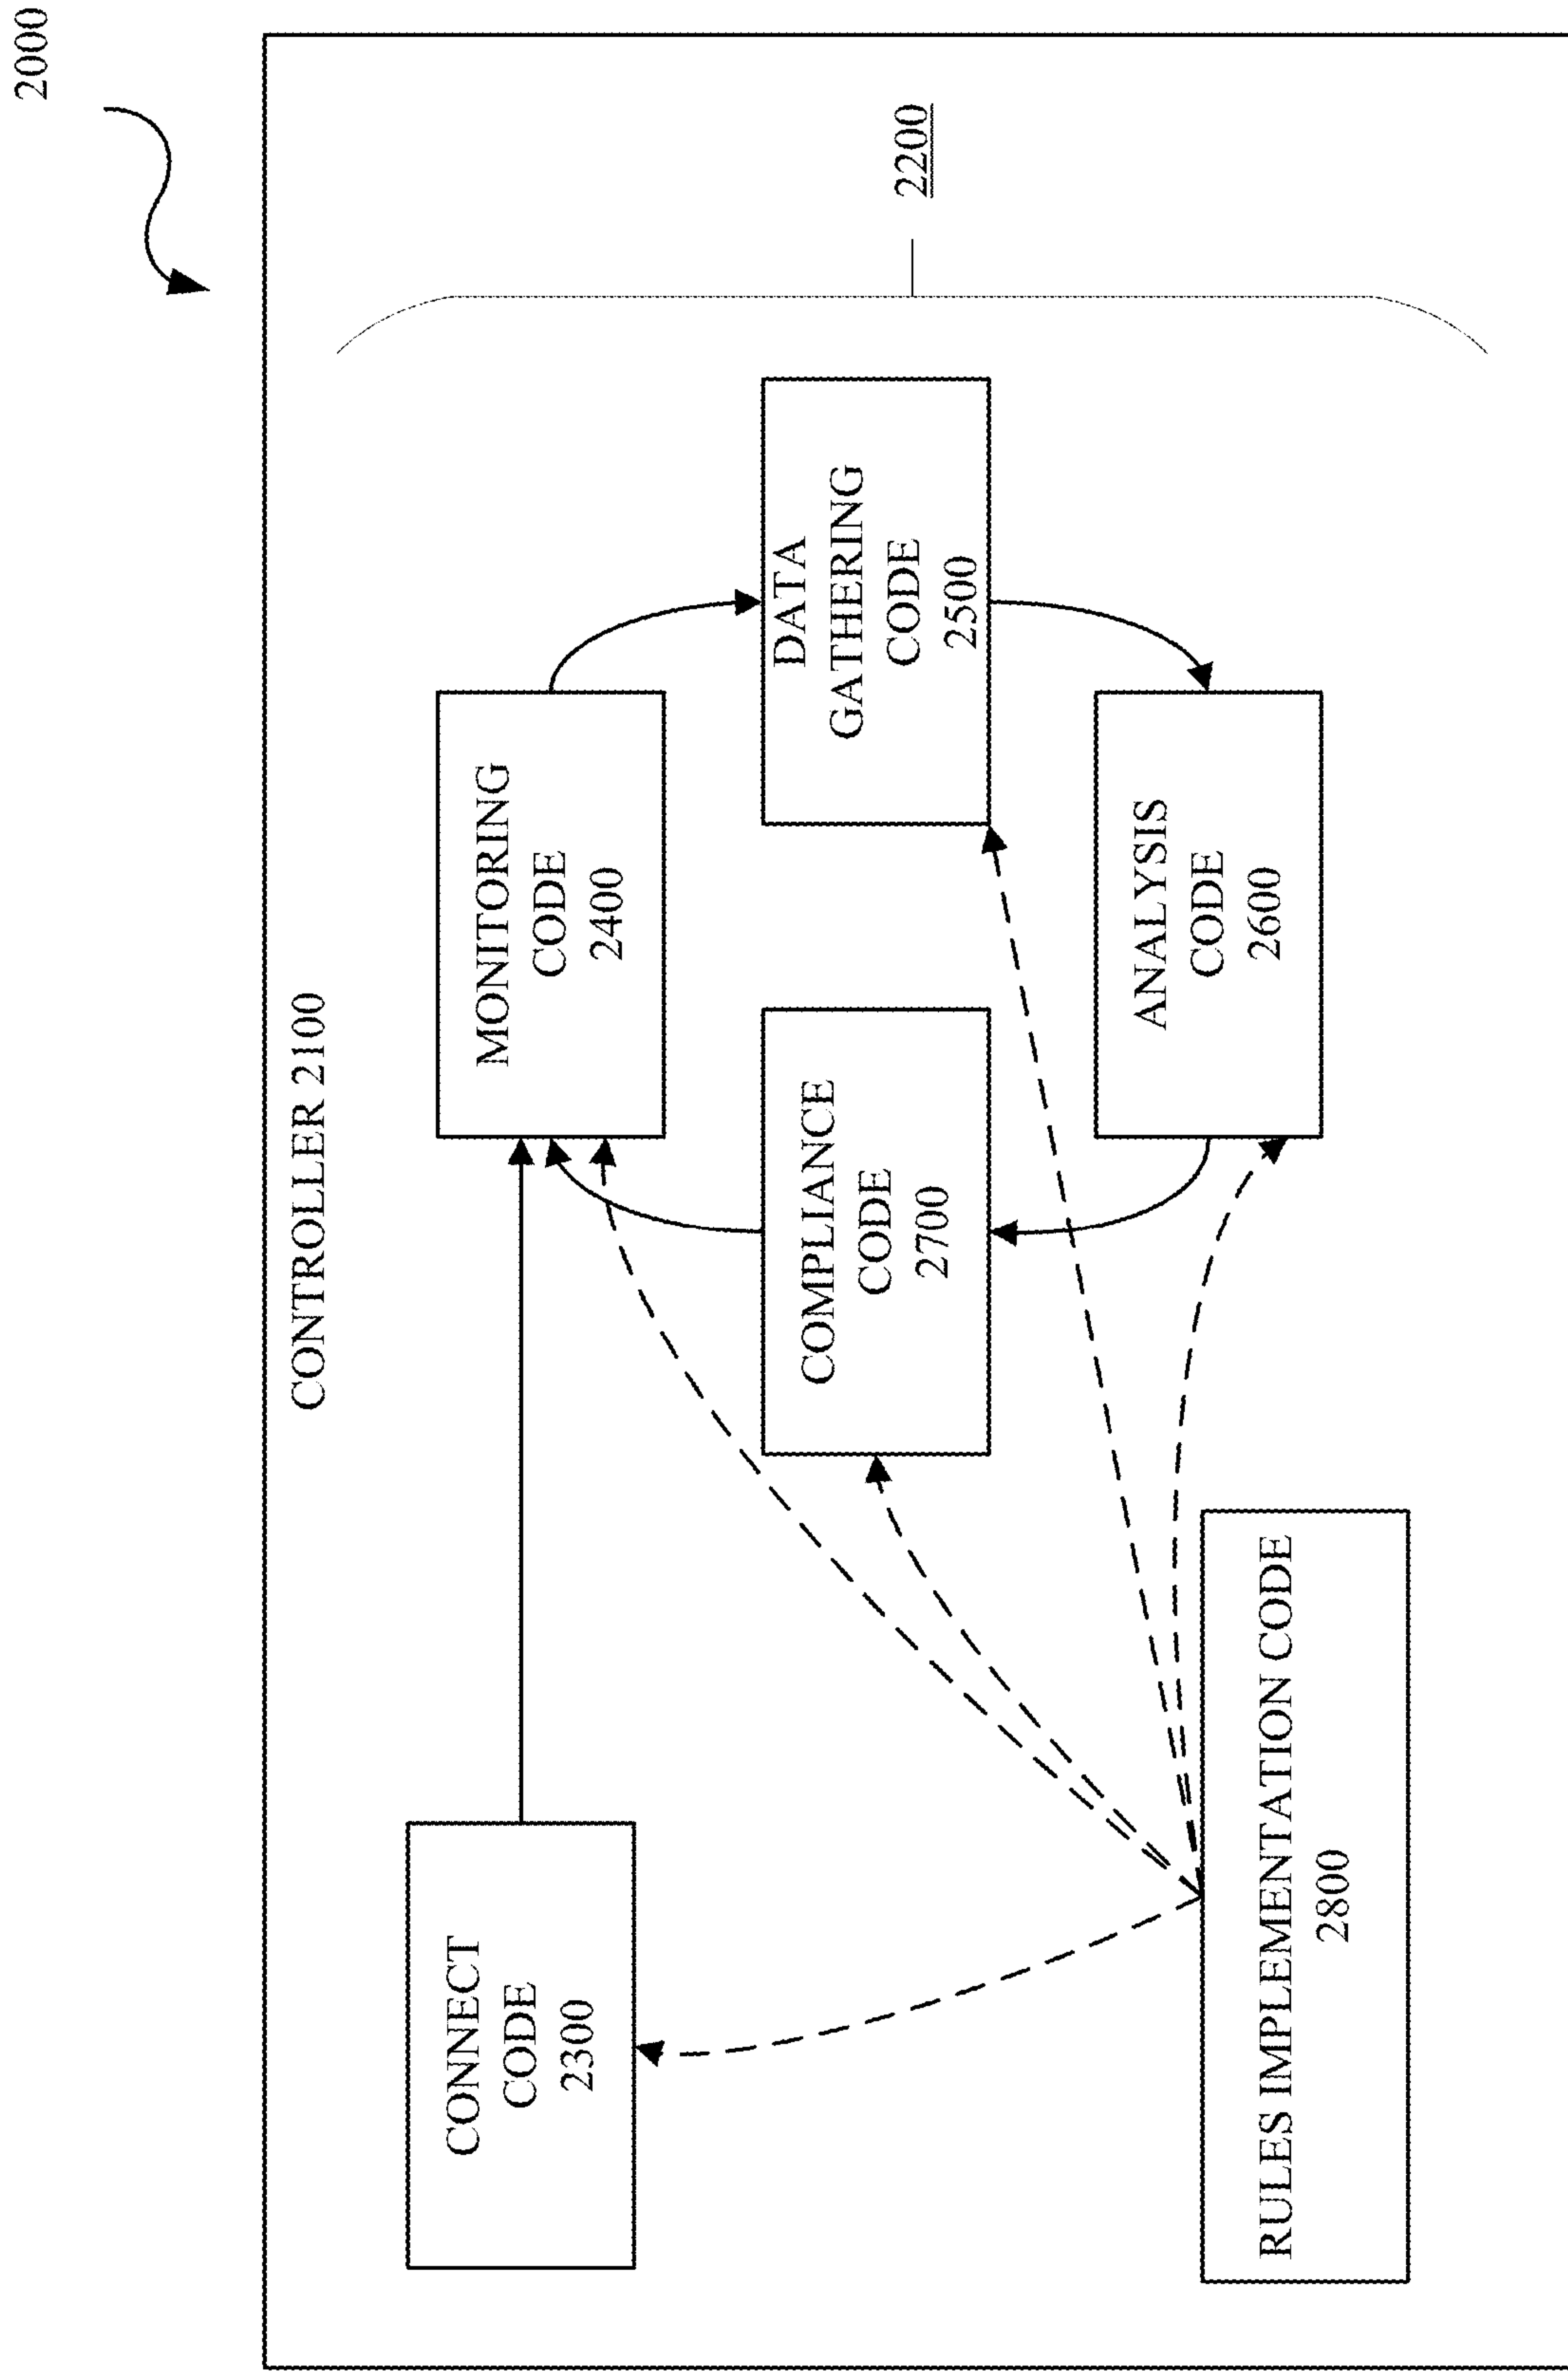 2000
CONTROLLER 2100
CONNECT
CODE
2300
MONITORING
CODE
2400
COMPLIANCE
CODE
2700
DATA
GATHERING
CODE
2500
ANALYSIS
CODE
2600
RULES IMPLEMENTATION CODE
2800
2200